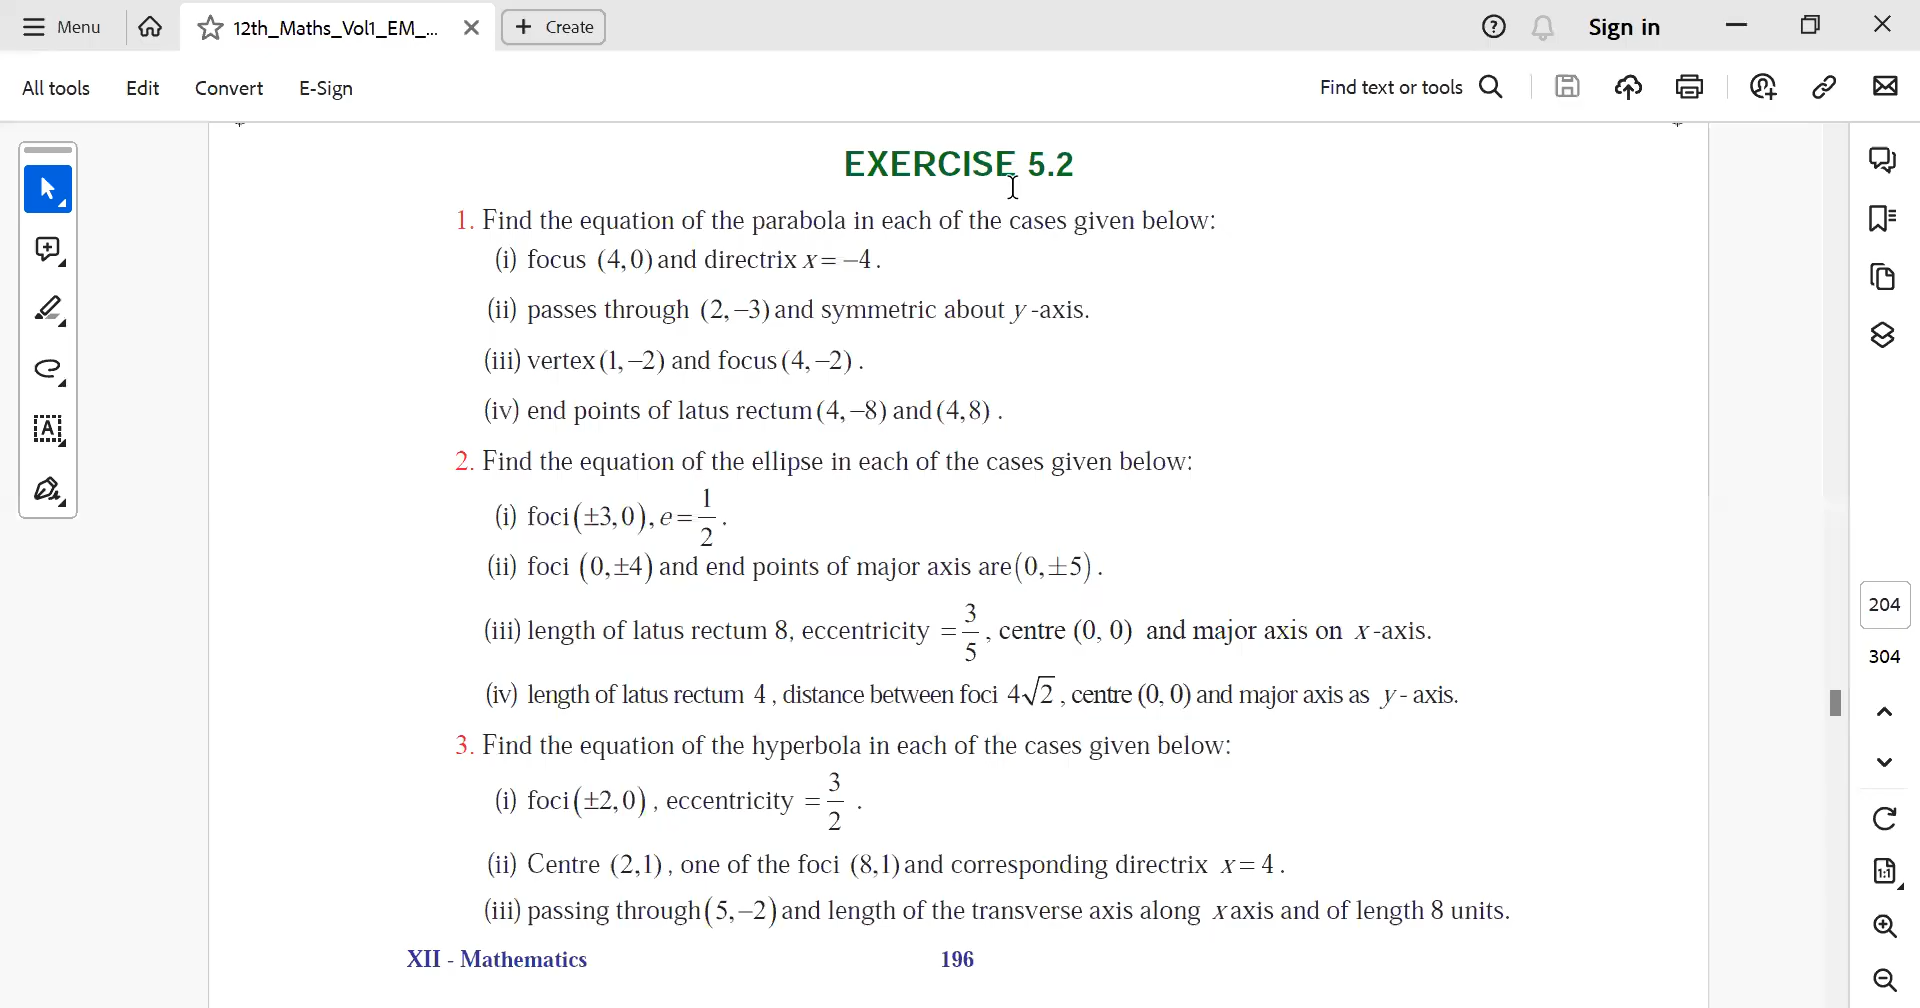 Menu 12th_Maths_Vol1_EM_... Create Sign in
All tools Edit Convert E-Sign Find text or tools
EXERCISE 5.2
1. Find the equation of the parabola in each of the cases given below:
(i) focus (4,0) and directrix x = −4 .
(ii) passes through (2,−3) and symmetric about y -axis.
(iii) vertex (1,−2) and focus (4,−2) .
(iv) end points of latus rectum (4,−8) and (4,8) .
2. Find the equation of the ellipse in each of the cases given below:
(i) foci (±3,0), e = 1/2 .
(ii) foci (0,±4) and end points of major axis are (0,±5) .
(iii) length of latus rectum 8, eccentricity = 3/5 , centre (0, 0) and major axis on x -axis.
(iv) length of latus rectum 4 , distance between foci 4√2 , centre (0, 0) and major axis as y - axis.
3. Find the equation of the hyperbola in each of the cases given below:
(i) foci (±2,0) , eccentricity = 3/2 .
(ii) Centre (2,1) , one of the foci (8,1) and corresponding directrix x = 4 .
(iii) passing through (5,−2) and length of the transverse axis along x axis and of length 8 units.
XII - Mathematics 196
204
304
1:1